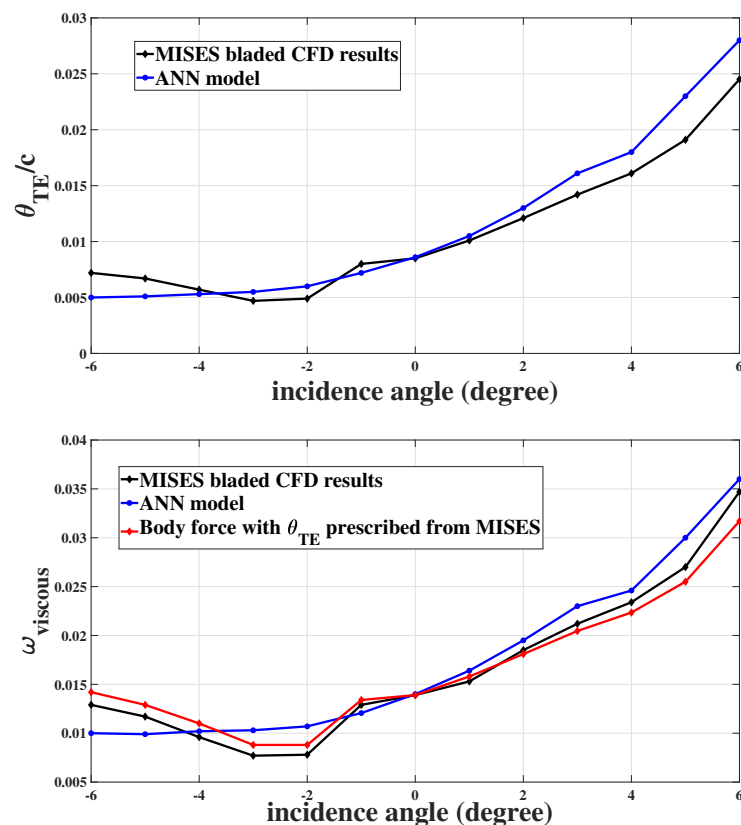 0.03
0.025
0.02
0.015
0.01
0.005
0
θTE/c
MISES bladed CFD results
ANN model
-6 -4 -2 0 2 4 6
incidence angle (degree)
0.04
0.035
0.03
0.025
0.02
0.015
0.01
0.005
ωviscous
MISES bladed CFD results
ANN model
Body force with θTE prescribed from MISES
-6 -4 -2 0 2 4 6
incidence angle (degree)